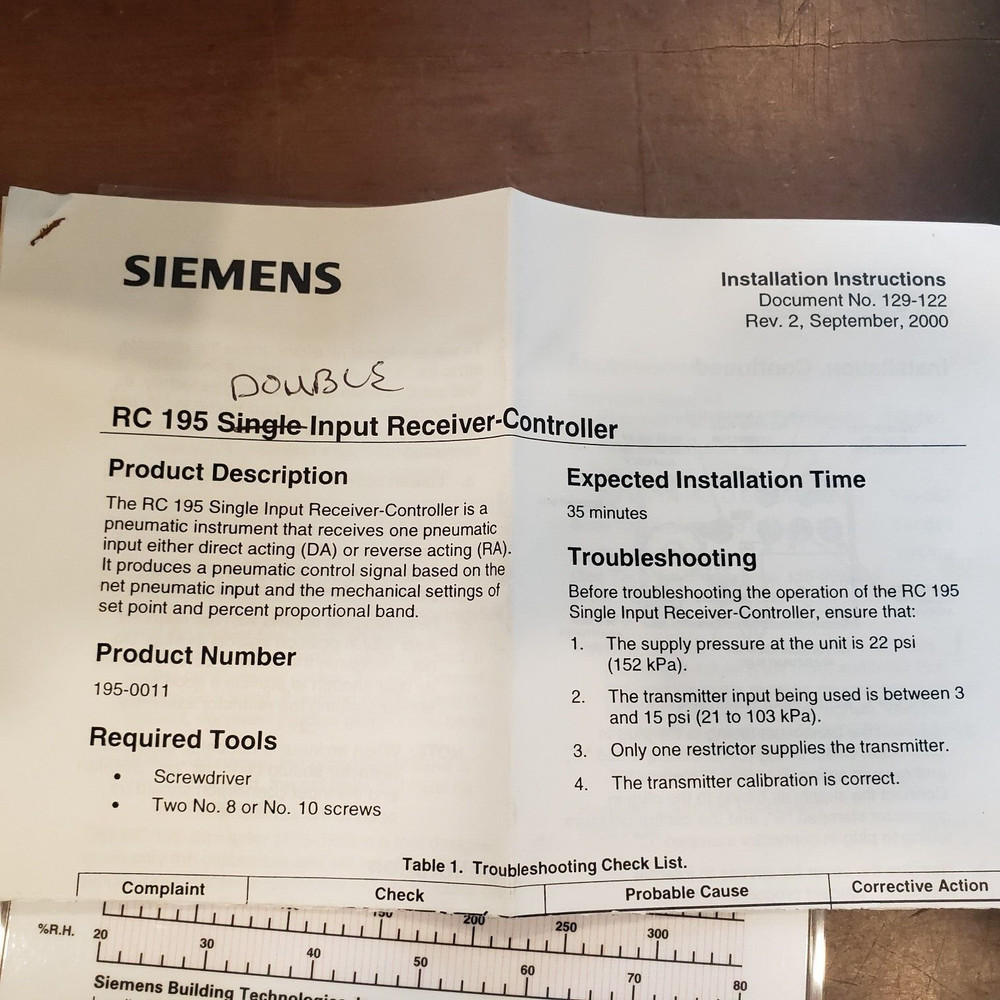 SIEMENS
Installation Instructions
Document No. 129-122
Rev. 2, September, 2000
DOUBLE
RC 195 Single Input Receiver-Controller
Product Description
The RC 195 Single Input Receiver-Controller is a
pneumatic instrument that receives one pneumatic
input either direct acting (DA) or reverse acting (RA).
It produces a pneumatic control signal based on the
net pneumatic input and the mechanical settings of
set point and percent proportional band.
Product Number
195-0011
Required Tools
• Screwdriver
• Two No. 8 or No. 10 screws
Expected Installation Time
35 minutes
Troubleshooting
Before troubleshooting the operation of the RC 195
Single Input Receiver-Controller, ensure that:
1. The supply pressure at the unit is 22 psi
(152 kPa).
2. The transmitter input being used is between 3
and 15 psi (21 to 103 kPa).
3. Only one restrictor supplies the transmitter.
4. The transmitter calibration is correct.
Table 1. Troubleshooting Check List.
Complaint Check Probable Cause Corrective Action
150 200 250 300
%R.H. 20 30 40 50 60 70 80
Siemens Building